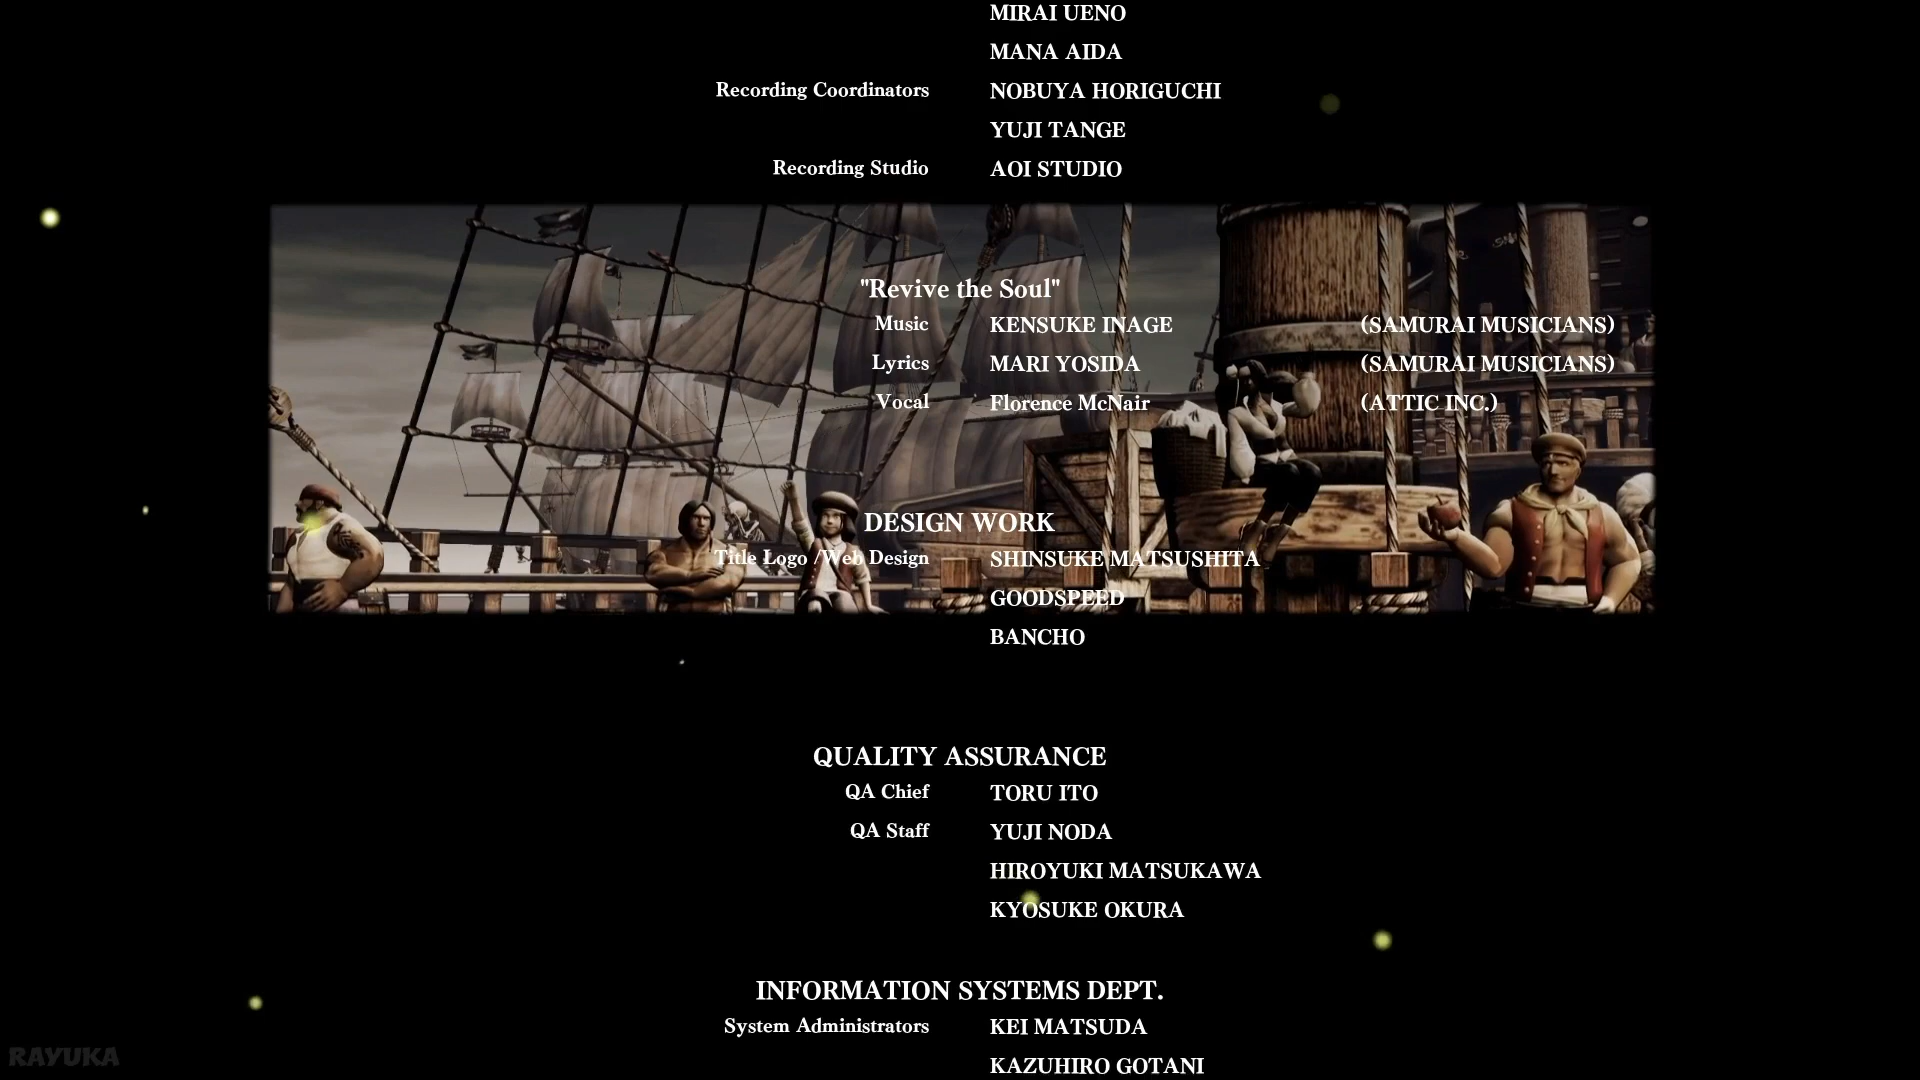 MIRAI UENO
MANA AIDA
Recording Coordinators NOBUYA HORIGUCHI
YUJI TANGE
Recording Studio AOI STUDIO
"Revive the Soul"
Music KENSUKE INAGE (SAMURAI MUSICIANS)
Lyrics MARI YOSIDA (SAMURAI MUSICIANS)
Vocal Florence McNair (ATTIC INC.)
DESIGN WORK
Title Logo /Web Design SHINSUKE MATSUSHITA
GOODSPEED
BANCHO
QUALITY ASSURANCE
QA Chief TORU ITO
QA Staff YUJI NODA
HIROYUKI MATSUKAWA
KYOSUKE OKURA
INFORMATION SYSTEMS DEPT.
System Administrators KEI MATSUDA
KAZUHIRO GOTANI
RAYUKA